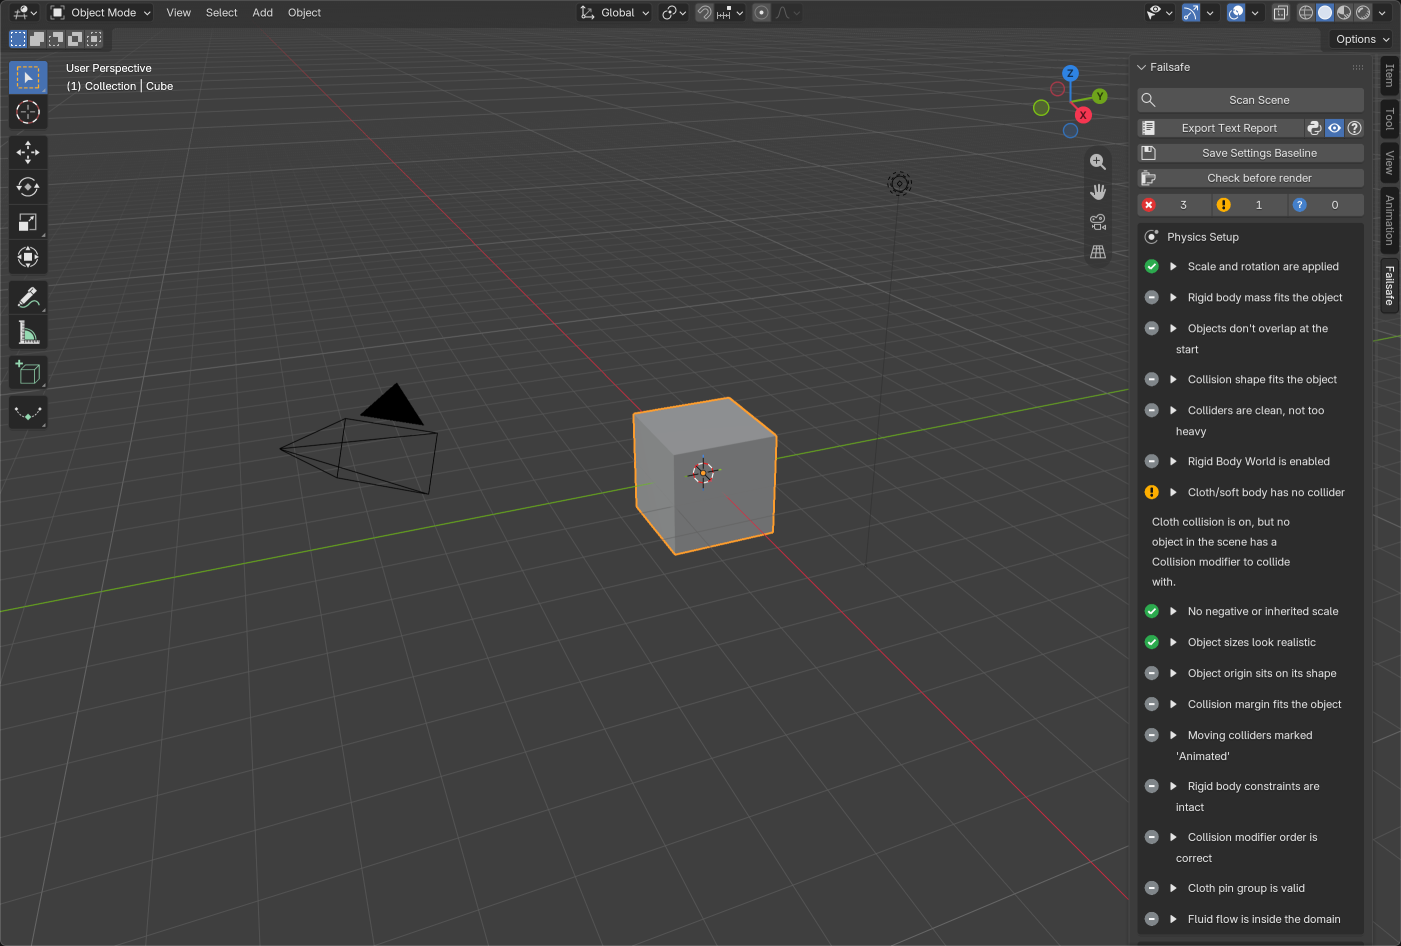 Object Mode View Select Add Object Global
Options
User Perspective
(1) Collection | Cube
Z
Y
X
Failsafe
Scan Scene
Export Text Report
Save Settings Baseline
Check before render
3 1 0
Physics Setup
Scale and rotation are applied
Rigid body mass fits the object
Objects don't overlap at the
start
Collision shape fits the object
Colliders are clean, not too
heavy
Rigid Body World is enabled
Cloth/soft body has no collider
Cloth collision is on, but no
object in the scene has a
Collision modifier to collide
with.
No negative or inherited scale
Object sizes look realistic
Object origin sits on its shape
Collision margin fits the object
Moving colliders marked
'Animated'
Rigid body constraints are
intact
Collision modifier order is
correct
Cloth pin group is valid
Fluid flow is inside the domain
Item
Tool
View
Animation
Failsafe